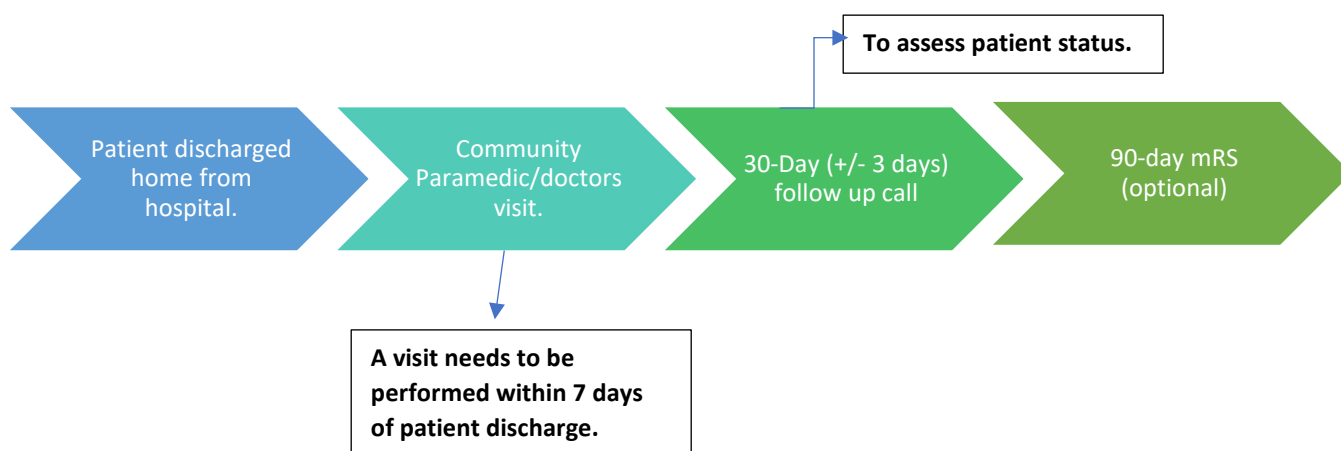 To assess patient status.
Patient discharged
home from
hospital.
Community
Paramedic/doctors
visit.
30-Day (+/- 3 days)
follow up call
90-day mRS
(optional)
A visit needs to be
performed within 7 days
of patient discharge.